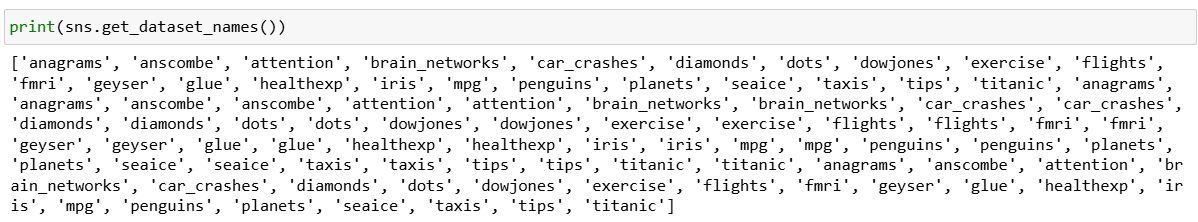 print(sns.get_dataset_names())
['anagrams', 'anscombe', 'attention', 'brain_networks', 'car_crashes', 'diamonds', 'dots', 'dowjones', 'exercise', 'flights',
'fmri', 'geyser', 'glue', 'healthexp', 'iris', 'mpg', 'penguins', 'planets', 'seaice', 'taxis', 'tips', 'titanic', 'anagrams',
'anagrams', 'anscombe', 'anscombe', 'attention', 'attention', 'brain_networks', 'brain_networks', 'car_crashes', 'car_crashes',
'diamonds', 'diamonds', 'dots', 'dots', 'dowjones', 'dowjones', 'exercise', 'exercise', 'flights', 'flights', 'fmri', 'fmri',
'geyser', 'geyser', 'glue', 'glue', 'healthexp', 'healthexp', 'iris', 'iris', 'mpg', 'mpg', 'penguins', 'penguins', 'planets',
'planets', 'seaice', 'seaice', 'taxis', 'taxis', 'tips', 'tips', 'titanic', 'titanic', 'anagrams', 'anscombe', 'attention', 'br
ain_networks', 'car_crashes', 'diamonds', 'dots', 'dowjones', 'exercise', 'flights', 'fmri', 'geyser', 'glue', 'healthexp', 'ir
is', 'mpg', 'penguins', 'planets', 'seaice', 'taxis', 'tips', 'titanic']